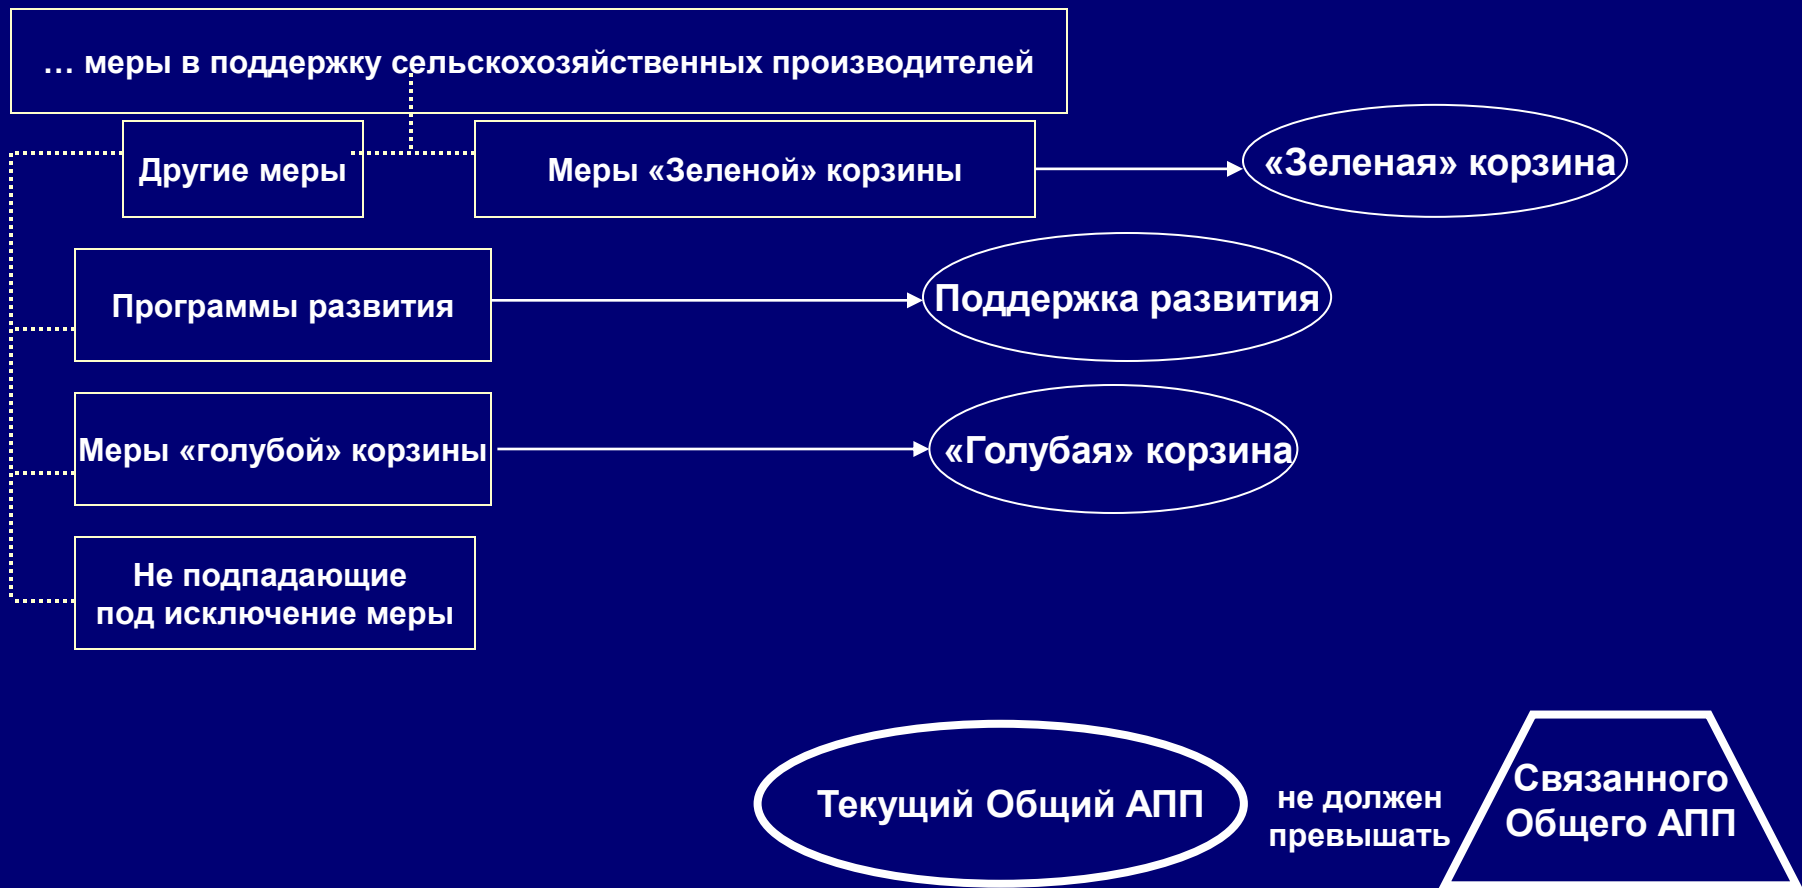 … меры в поддержку сельскохозяйственных производителей
Другие меры
Меры «Зеленой» корзины
«Зеленая» корзина
Программы развития
Поддержка развития
Меры «голубой» корзины
«Голубая» корзина
Не подпадающие
под исключение меры
Текущий Общий АПП
не должен
превышать
Связанного
Общего АПП